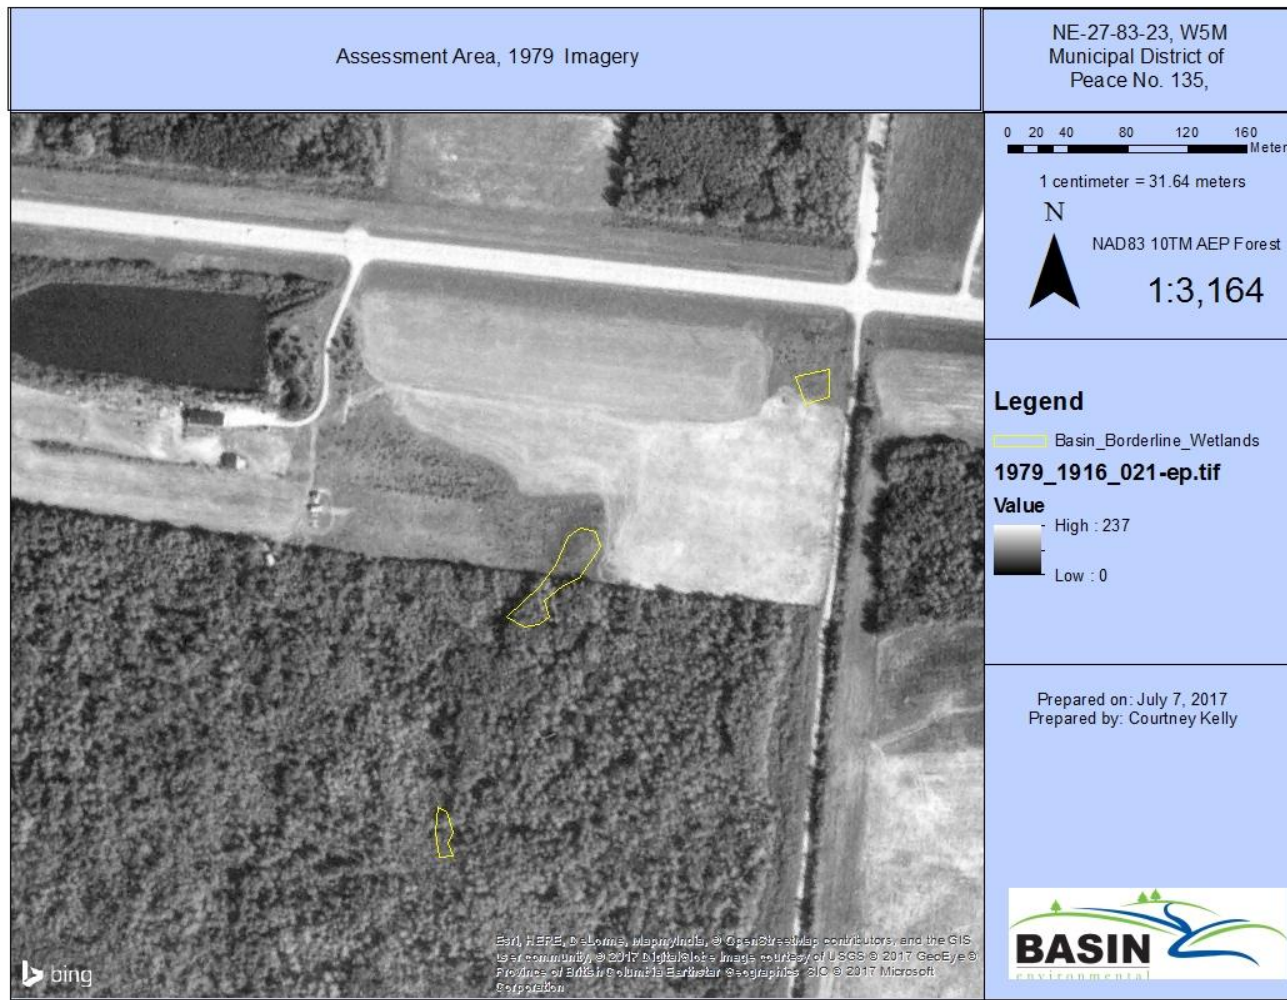 Assessment Area, 1979 Imagery
NE-27-83-23, W5M
Municipal District of
Peace No. 135,
0 20 40 80 120 160
Meter
1 centimeter = 31.64 meters
N
NAD83 10TM AEP Forest
1:3,164
Legend
Basin_Borderline_Wetlands
1979_1916_021-ep.tif
Value
High : 237
Low : 0
Prepared on: July 7, 2017
Prepared by: Courtney Kelly
BASIN
environmental
Esri, HERE, DeLorme, MapmyIndia, © OpenStreetMap contributors, and the GIS
user community, © 2017 DigitalGlobe Image courtesy of USGS © 2017 GeoEye ©
Province of British Columbia Earthstar Geographics SIO © 2017 Microsoft
Corporation
bing